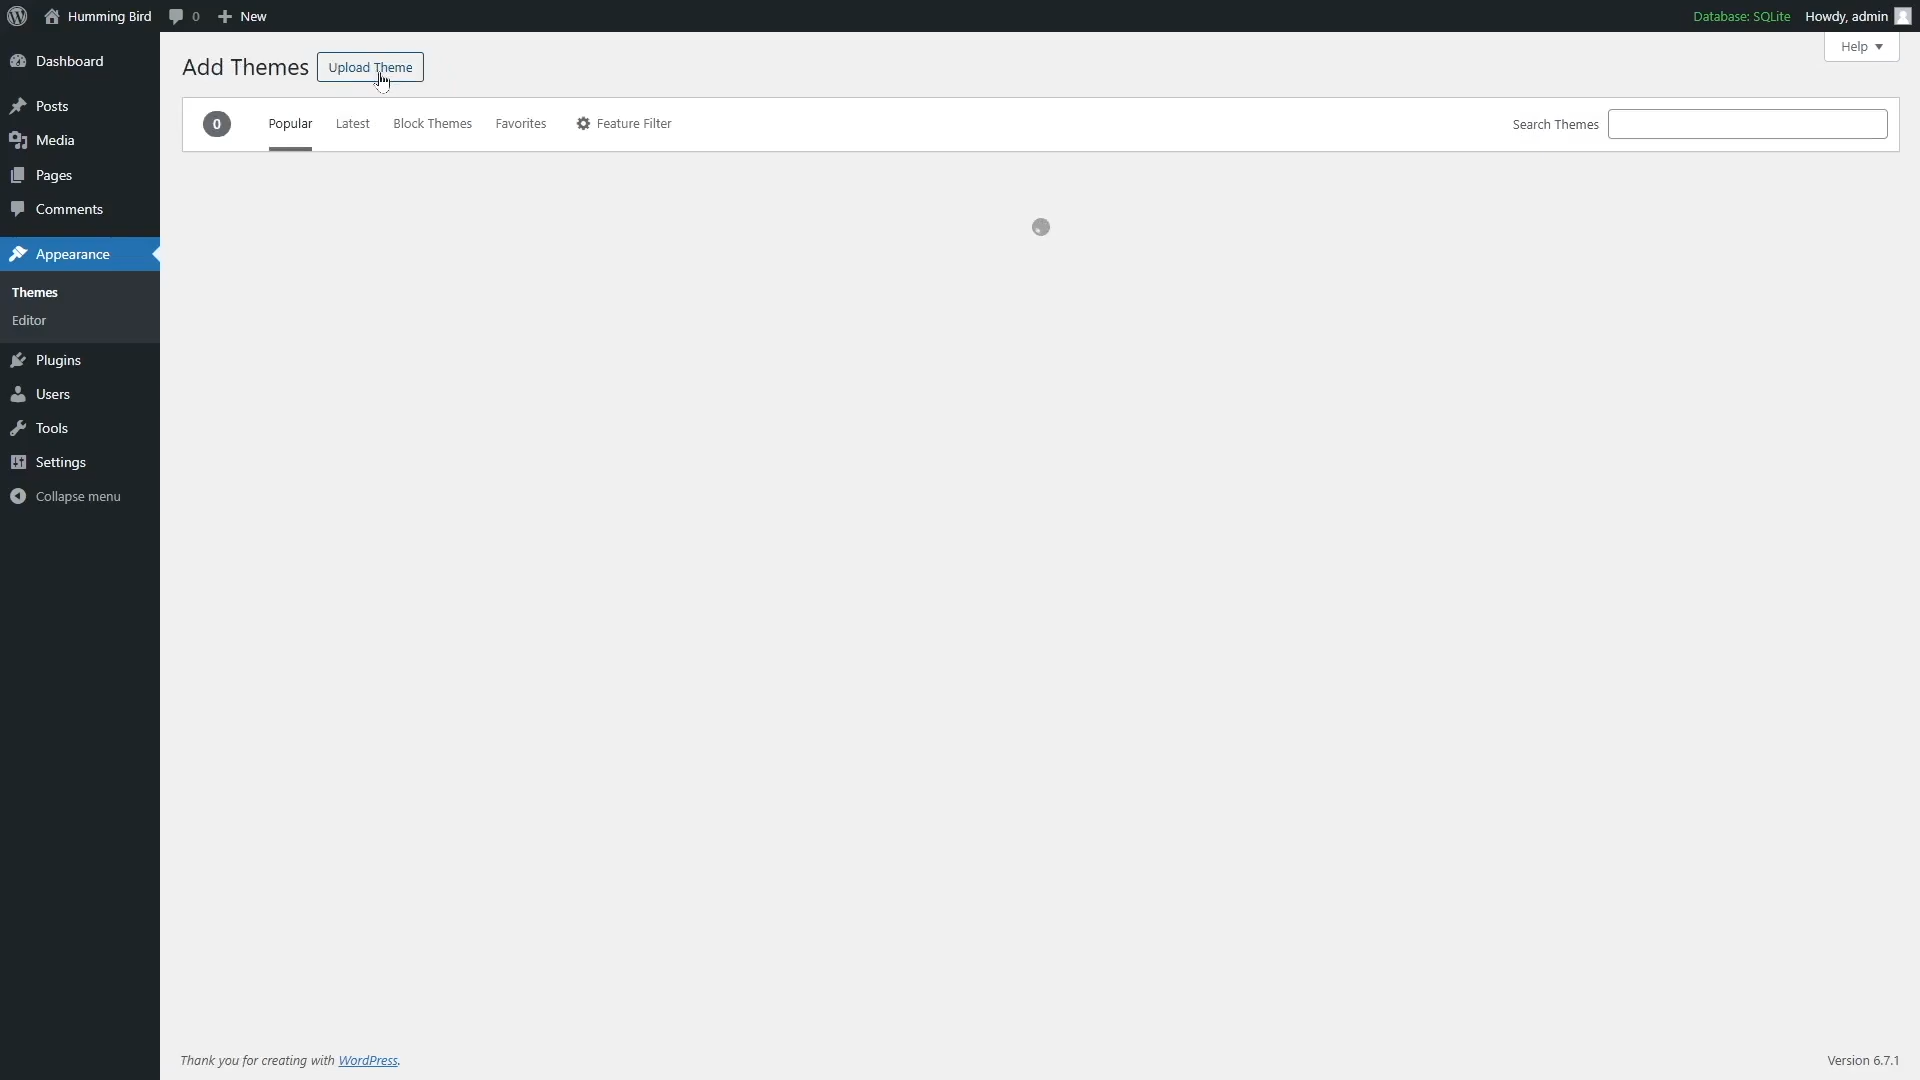 Humming Bird
0
New
Database: SQLite
Howdy, admin
Dashboard
Posts
Media
Pages
Comments
Appearance
Themes
Editor
Plugins
Users
Tools
Settings
Collapse menu
Add Themes
Upload Theme
Help
0
Popular
Latest
Block Themes
Favorites
Feature Filter
Search Themes
Thank you for creating with WordPress.
Version 6.7.1